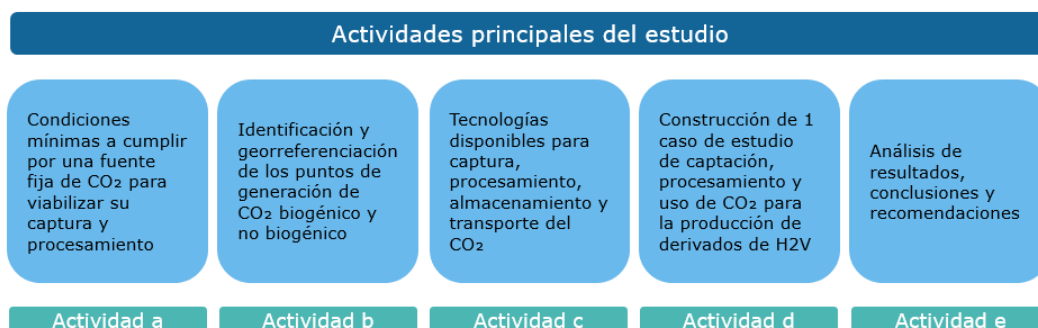 Actividades principales del estudio
Condiciones
mínimas a cumplir
por una fuente
fija de CO₂ para
viabilizar su
captura y
procesamiento
Identificación y
georreferenciación
de los puntos de
generación de
CO₂ biogénico y
no biogénico
Tecnologías
disponibles para
captura,
procesamiento,
almacenamiento y
transporte del
CO₂
Construcción de 1
caso de estudio
de captación,
procesamiento y
uso de CO₂ para
la producción de
derivados de H2V
Análisis de
resultados,
conclusiones y
recomendaciones
Actividad a
Actividad b
Actividad c
Actividad d
Actividad e